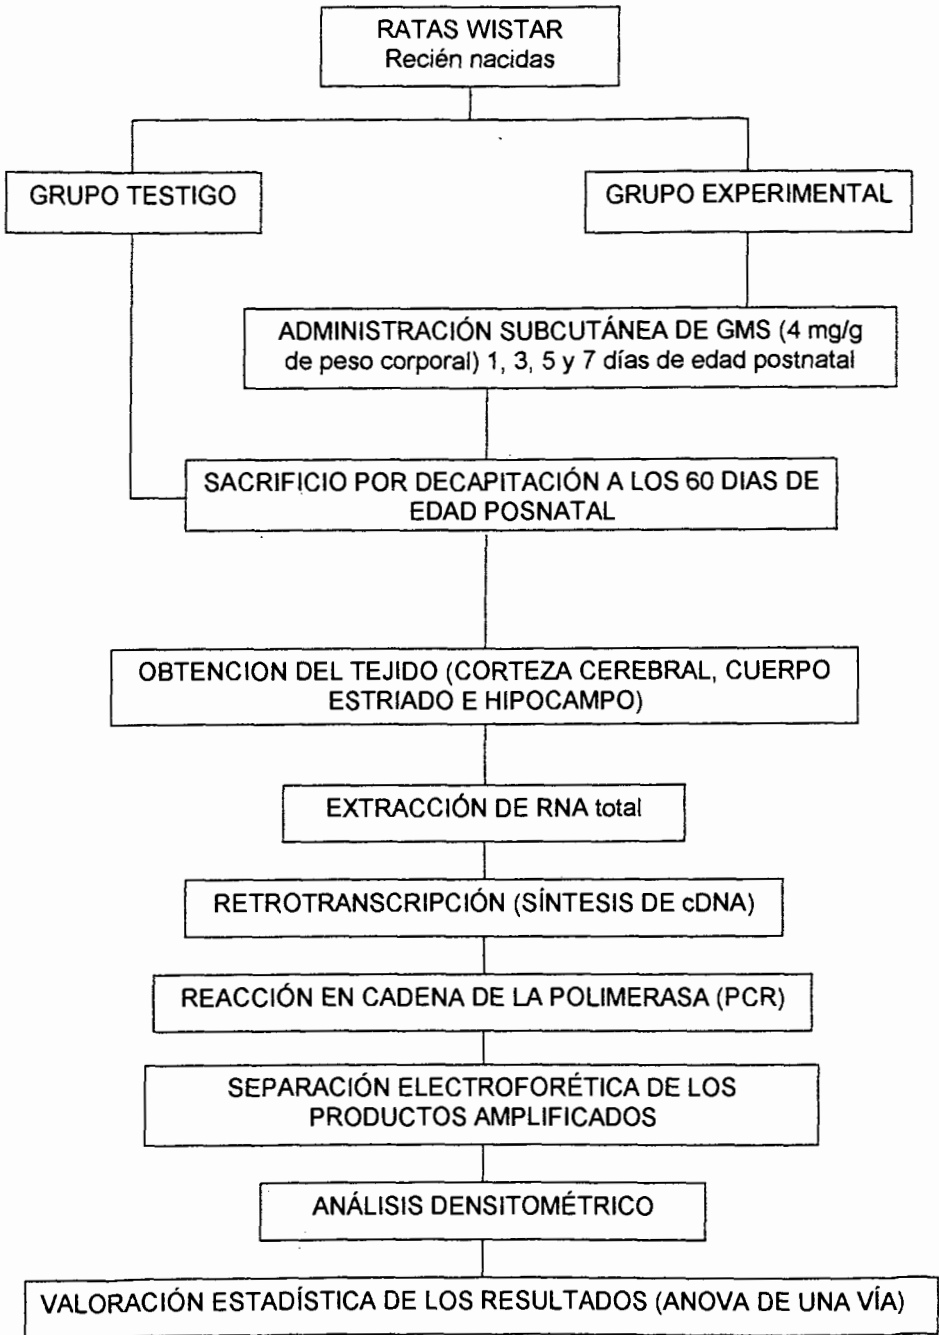 RATAS WISTAR
Recién nacidas
GRUPO TESTIGO
GRUPO EXPERIMENTAL
ADMINISTRACIÓN SUBCUTÁNEA DE GMS (4 mg/g
de peso corporal) 1, 3, 5 y 7 días de edad postnatal
SACRIFICIO POR DECAPITACIÓN A LOS 60 DIAS DE
EDAD POSNATAL
OBTENCION DEL TEJIDO (CORTEZA CEREBRAL, CUERPO
ESTRIADO E HIPOCAMPO)
EXTRACCIÓN DE RNA total
RETROTRANSCRIPCIÓN (SÍNTESIS DE cDNA)
REACCIÓN EN CADENA DE LA POLIMERASA (PCR)
SEPARACIÓN ELECTROFORÉTICA DE LOS
PRODUCTOS AMPLIFICADOS
ANÁLISIS DENSITOMÉTRICO
VALORACIÓN ESTADÍSTICA DE LOS RESULTADOS (ANOVA DE UNA VÍA)